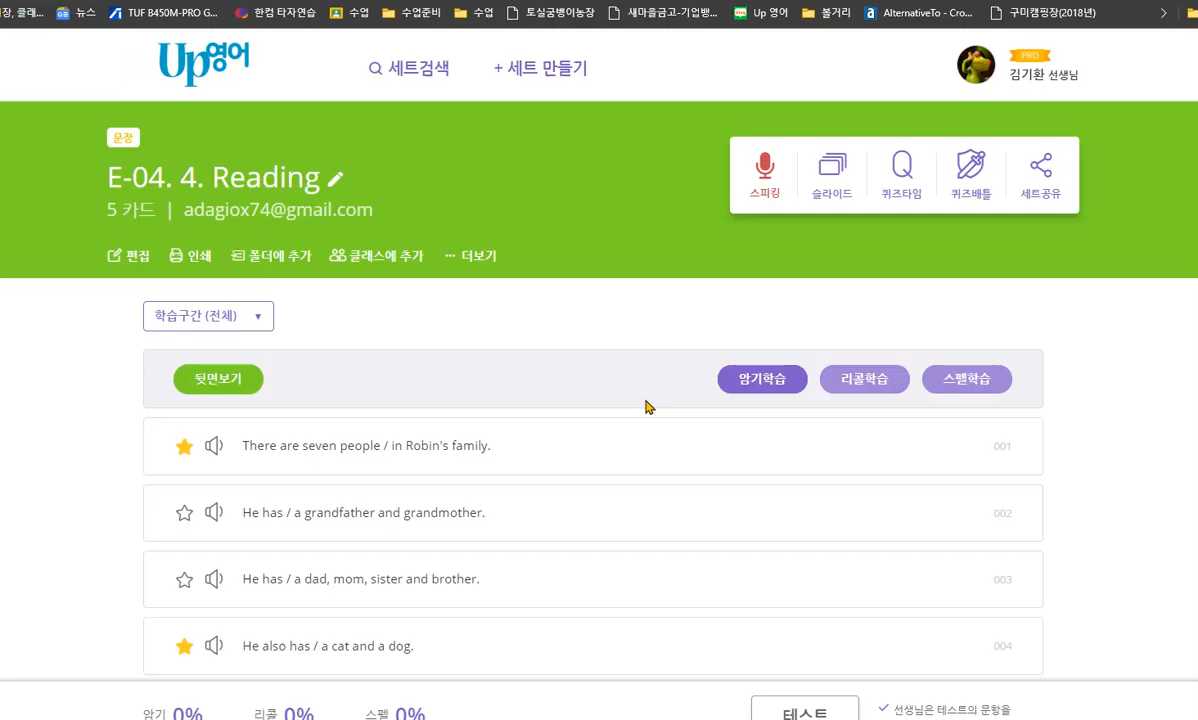 뉴스 TUF B450M-PRO G... 한컴 타자연습 수업 수업준비 수업 토실굼벵이농장 새마을금고-기업뱅... Up 영어 볼거리 AlternativeTo - Cro... 구미캠핑장(2018년)
Up영어 세트검색 + 세트 만들기 PRO
김기환 선생님
문장
E-04. 4. Reading
5 카드 | adagiox74@gmail.com
스피킹 슬라이드 퀴즈타임 퀴즈배틀 세트공유
편집 인쇄 폴더에 추가 클래스에 추가 ··· 더보기
학습구간 (전체) ▼
뒷면보기 암기학습 리콜학습 스펠학습
There are seven people / in Robin's family. 001
He has / a grandfather and grandmother. 002
He has / a dad, mom, sister and brother. 003
He also has / a cat and a dog. 004
암기 0% 리콜 0% 스펠 0% 테스트 선생님은 테스트의 문항을